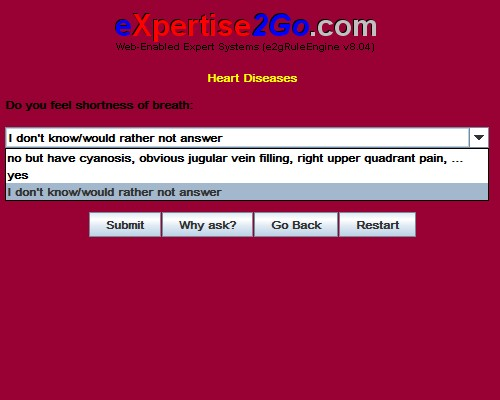 eXpertise2Go.com
Web-Enabled Expert Systems (e2gRuleEngine v8.04)
Heart Diseases
Do you feel shortness of breath:
I don't know/would rather not answer
no but have cyanosis, obvious jugular vein filling, right upper quadrant pain, ...
yes
I don't know/would rather not answer
Submit Why ask? Go Back Restart